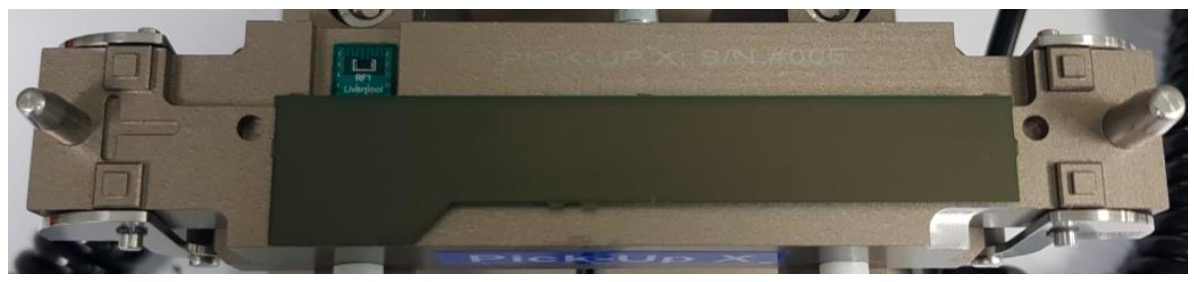 PICK-UP X; S/N #005
RF1
Liverpool
Pick-Up X.